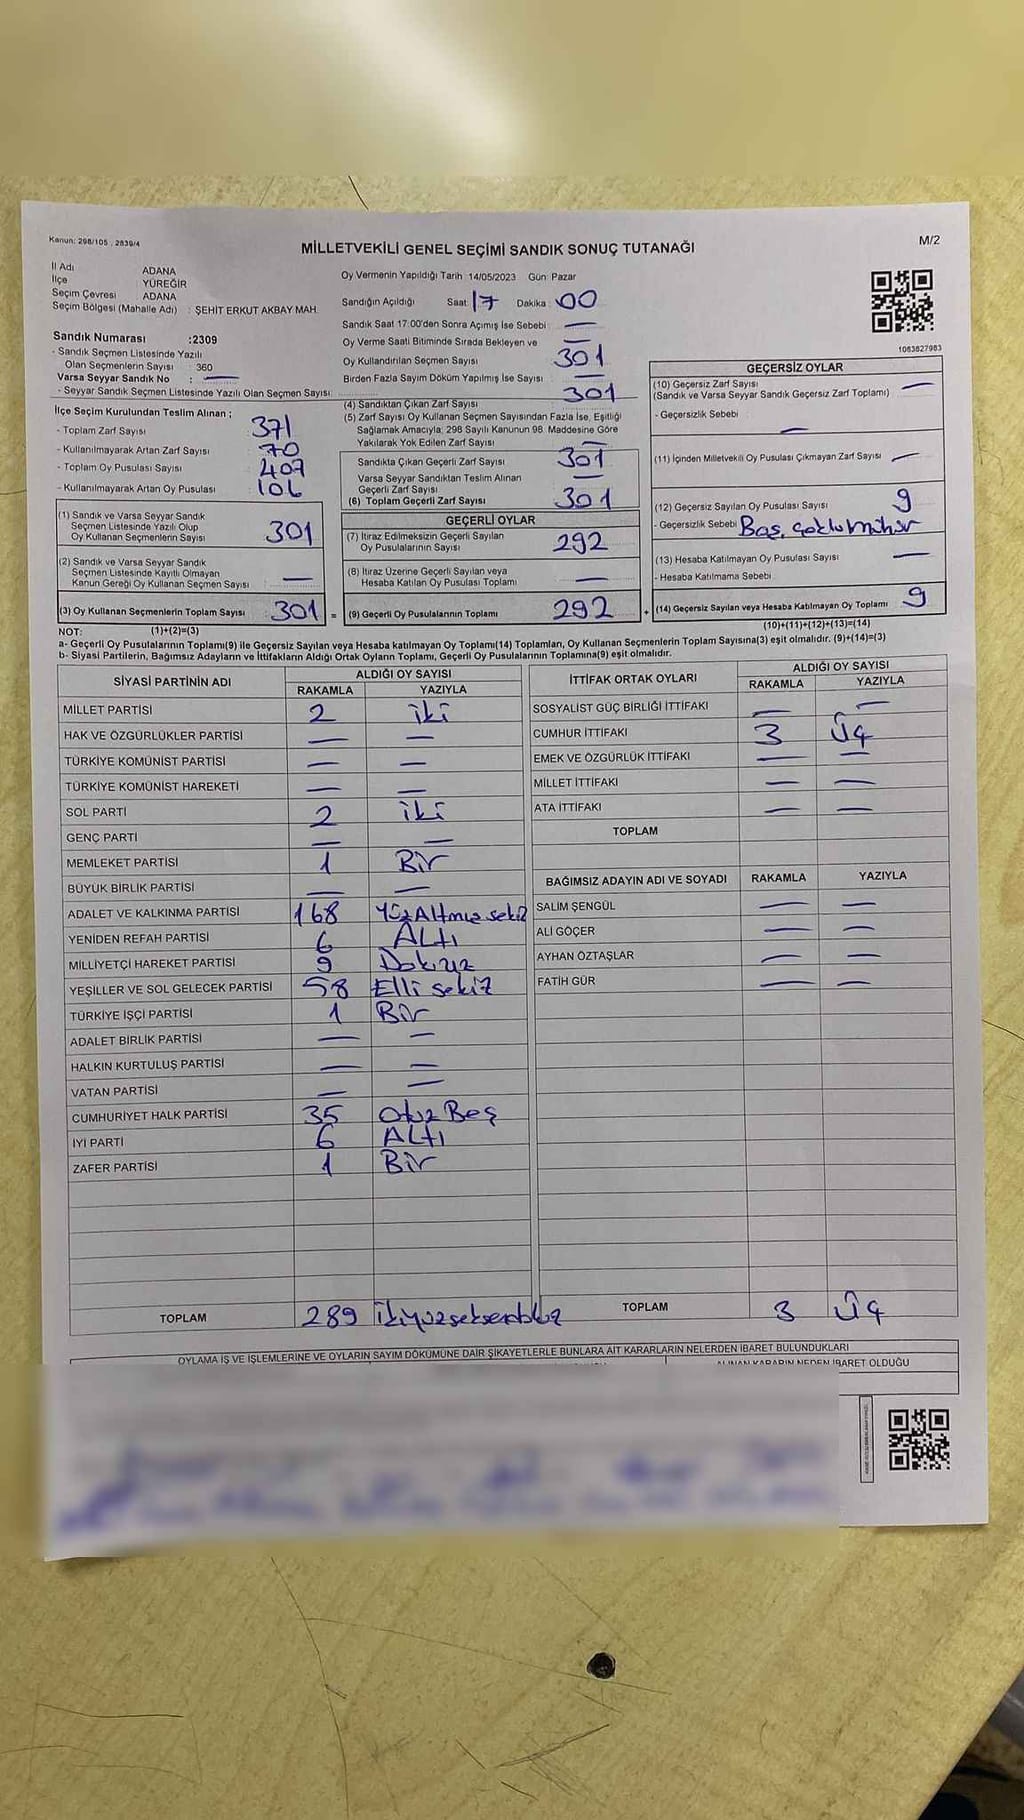 Kanun: 298/105 , 2839/4
M/2
MİLLETVEKİLİ GENEL SEÇİMİ SANDIK SONUÇ TUTANAĞI
İl Adı ADANA
İlçe YÜREĞİR
Seçim Çevresi ADANA
Seçim Bölgesi (Mahalle Adı) : ŞEHİT ERKUT AKBAY MAH.
Sandık Numarası :2309
- Sandık Seçmen Listesinde Yazılı
Olan Seçmenlerin Sayısı : 360
Varsa Seyyar Sandık No : —
- Seyyar Sandık Seçmen Listesinde Yazılı Olan Seçmen Sayısı:
İlçe Seçim Kurulundan Teslim Alınan ;
- Toplam Zarf Sayısı 371
- Kullanılmayarak Artan Zarf Sayısı 70
- Toplam Oy Pusulası Sayısı 407
- Kullanılmayarak Artan Oy Pusulası 106
(1) Sandık ve Varsa Seyyar Sandık
Seçmen Listesinde Yazılı Olup
Oy Kullanan Seçmenlerin Sayısı 301
(2) Sandık ve Varsa Seyyar Sandık
Seçmen Listesinde Kayıtlı Olmayan
Kanun Gereği Oy Kullanan Seçmen Sayısı —
(3) Oy Kullanan Seçmenlerin Toplam Sayısı 301 =
Oy Vermenin Yapıldığı Tarih : 14/05/2023 Gün: Pazar
Sandığın Açıldığı Saat: 17 Dakika : 00
Sandık Saat 17:00'den Sonra Açımış İse Sebebi : —
Oy Verme Saati Bitiminde Sırada Bekleyen ve —
Oy Kullandırılan Seçmen Sayısı 301
Birden Fazla Sayım Döküm Yapılmış İse Sayısı —
(4) Sandıktan Çıkan Zarf Sayısı 301
(5) Zarf Sayısı Oy Kullanan Seçmen Sayısından Fazla İse, Eşitliği
Sağlamak Amacıyla; 298 Sayılı Kanunun 98. Maddesine Göre
Yakılarak Yok Edilen Zarf Sayısı —
Sandıkta Çıkan Geçerli Zarf Sayısı 301
Varsa Seyyar Sandıktan Teslim Alınan
Geçerli Zarf Sayısı —
(6) Toplam Geçerli Zarf Sayısı 301
GEÇERLİ OYLAR
(7) İtiraz Edilmeksizin Geçerli Sayılan
Oy Pusulalarının Sayısı 292
(8) İtiraz Üzerine Geçerli Sayılan veya
Hesaba Katılan Oy Pusulası Toplamı —
(9) Geçerli Oy Pusulalarının Toplamı 292 +
1083827983
GEÇERSİZ OYLAR
(10) Geçersiz Zarf Sayısı —
(Sandık ve Varsa Seyyar Sandık Geçersiz Zarf Toplamı)
- Geçersizlik Sebebi :
—
(11) İçinden Milletvekili Oy Pusulası Çıkmayan Zarf Sayısı —
(12) Geçersiz Sayılan Oy Pusulası Sayısı 9
- Geçersizlik Sebebi Boş, çoklu mühür
(13) Hesaba Katılmayan Oy Pusulası Sayısı —
- Hesaba Katılmama Sebebi :
(14) Geçersiz Sayılan veya Hesaba Katılmayan Oy Toplamı 9
NOT: (1)+(2)=(3) (10)+(11)+(12)+(13)=(14)
a- Geçerli Oy Pusulalarının Toplamı(9) ile Geçersiz Sayılan veya Hesaba katılmayan Oy Toplamı(14) Toplamları, Oy Kullanan Seçmenlerin Toplam Sayısına(3) eşit olmalıdır. (9)+(14)=(3)
b- Siyasi Partilerin, Bağımsız Adayların ve İttifakların Aldığı Ortak Oyların Toplamı, Geçerli Oy Pusulalarının Toplamına(9) eşit olmalıdır.
SİYASİ PARTİNİN ADI ALDIĞI OY SAYISI
RAKAMLA YAZIYLA
MİLLET PARTİSİ 2 iki
HAK VE ÖZGÜRLÜKLER PARTİSİ — —
TÜRKİYE KOMÜNİST PARTİSİ — —
TÜRKİYE KOMÜNİST HAREKETİ — —
SOL PARTİ 2 iki
GENÇ PARTİ — —
MEMLEKET PARTİSİ 1 Bir
BÜYÜK BİRLİK PARTİSİ — —
ADALET VE KALKINMA PARTİSİ 168 YüzAltmış sekiz
YENİDEN REFAH PARTİSİ 6 ALtı
MİLLİYETÇİ HAREKET PARTİSİ 9 Dokuz
YEŞİLLER VE SOL GELECEK PARTİSİ 58 Elli sekiz
TÜRKİYE İŞÇİ PARTİSİ 1 Bir
ADALET BİRLİK PARTİSİ — —
HALKIN KURTULUŞ PARTİSİ — —
VATAN PARTİSİ — —
CUMHURİYET HALK PARTİSİ 35 Otuz Beş
İYİ PARTİ 6 ALtı
ZAFER PARTİSİ 1 Bir
TOPLAM 289 ikiyüzseksendokuz
İTTİFAK ORTAK OYLARI ALDIĞI OY SAYISI
RAKAMLA YAZIYLA
SOSYALİST GÜÇ BİRLİĞİ İTTİFAKI — —
CUMHUR İTTİFAKI 3 Üç
EMEK VE ÖZGÜRLÜK İTTİFAKI — —
MİLLET İTTİFAKI — —
ATA İTTİFAKI — —
TOPLAM
BAĞIMSIZ ADAYIN ADI VE SOYADI RAKAMLA YAZIYLA
SALİM ŞENGÜL — —
ALİ GÖÇER — —
AYHAN ÖZTAŞLAR — —
FATİH GÜR — —
TOPLAM 3 Üç
OYLAMA İŞ VE İŞLEMLERİNE VE OYLARIN SAYIM DÖKÜMÜNE DAİR ŞİKAYETLERLE BUNLARA AİT KARARLARIN NELERDEN İBARET BULUNDUKLARI
ALINAN KARARIN NEDEN İBARET OLDUĞU